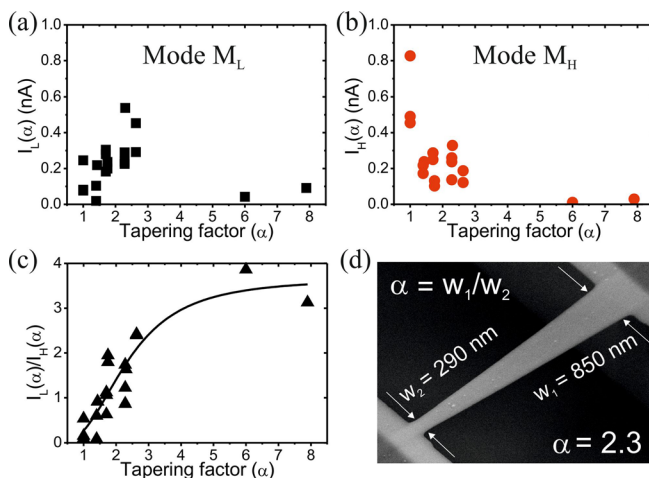 (a)
Mode M_L
I_L(α) (nA)
1.0
0.8
0.6
0.4
0.2
0.0
1 2 3 4 5 6 7 8
Tapering factor (α)
(b)
Mode M_H
I_H(α) (nA)
1.0
0.8
0.6
0.4
0.2
0.0
1 2 3 4 5 6 7 8
Tapering factor (α)
(c)
I_L(α)/I_H(α)
4
3
2
1
0
1 2 3 4 5 6 7 8
Tapering factor (α)
(d)
α = w₁/w₂
w₂ = 290 nm
w₁ = 850 nm
α = 2.3